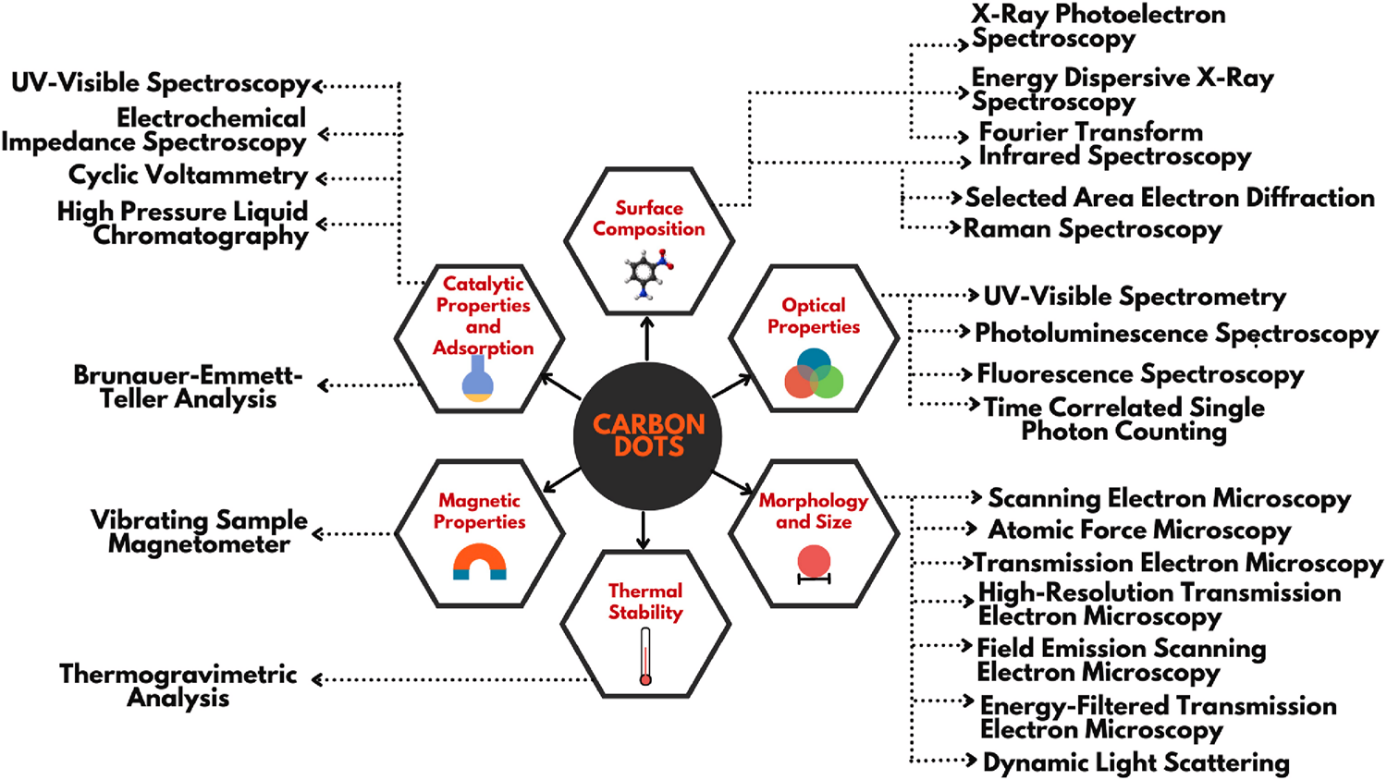 X-Ray Photoelectron
Spectroscopy
Energy Dispersive X-Ray
Spectroscopy
Fourier Transform
Infrared Spectroscopy
Selected Area Electron Diffraction
Raman Spectroscopy
UV-Visible Spectroscopy
Electrochemical
Impedance Spectroscopy
Cyclic Voltammetry
High Pressure Liquid
Chromatography
Brunauer-Emmett-
Teller Analysis
Vibrating Sample
Magnetometer
Thermogravimetric
Analysis
Surface
Composition
Catalytic
Properties
and
Adsorption
Optical
Properties
CARBON
DOTS
Magnetic
Properties
Morphology
and Size
Thermal
Stability
UV-Visible Spectrometry
Photoluminescence Spectroscopy
Fluorescence Spectroscopy
Time Correlated Single
Photon Counting
Scanning Electron Microscopy
Atomic Force Microscopy
Transmission Electron Microscopy
High-Resolution Transmission
Electron Microscopy
Field Emission Scanning
Electron Microscopy
Energy-Filtered Transmission
Electron Microscopy
Dynamic Light Scattering